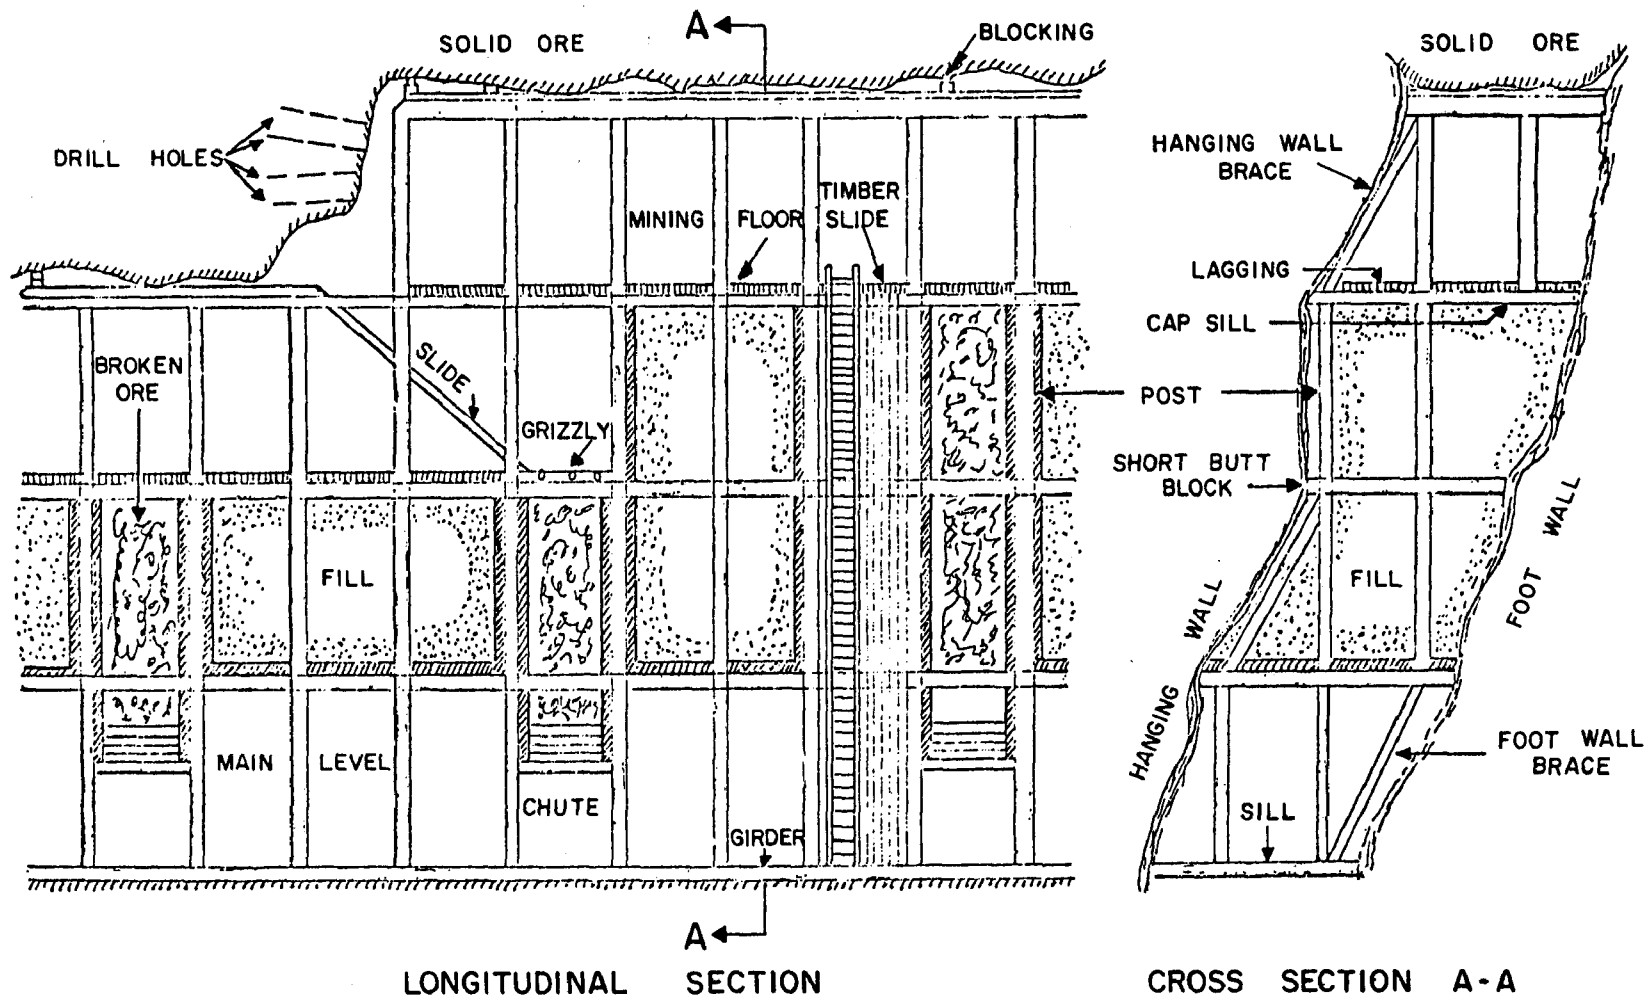 A
SOLID ORE
BLOCKING
DRILL HOLES
TIMBER
SLIDE
MINING FLOOR
BROKEN
ORE
SLIDE
GRIZZLY
FILL
MAIN LEVEL
CHUTE
GIRDER
A
LONGITUDINAL SECTION
SOLID ORE
HANGING WALL
BRACE
LAGGING
CAP SILL
POST
SHORT BUTT
BLOCK
FILL
HANGING WALL
FOOT WALL
FOOT WALL
BRACE
SILL
CROSS SECTION A-A